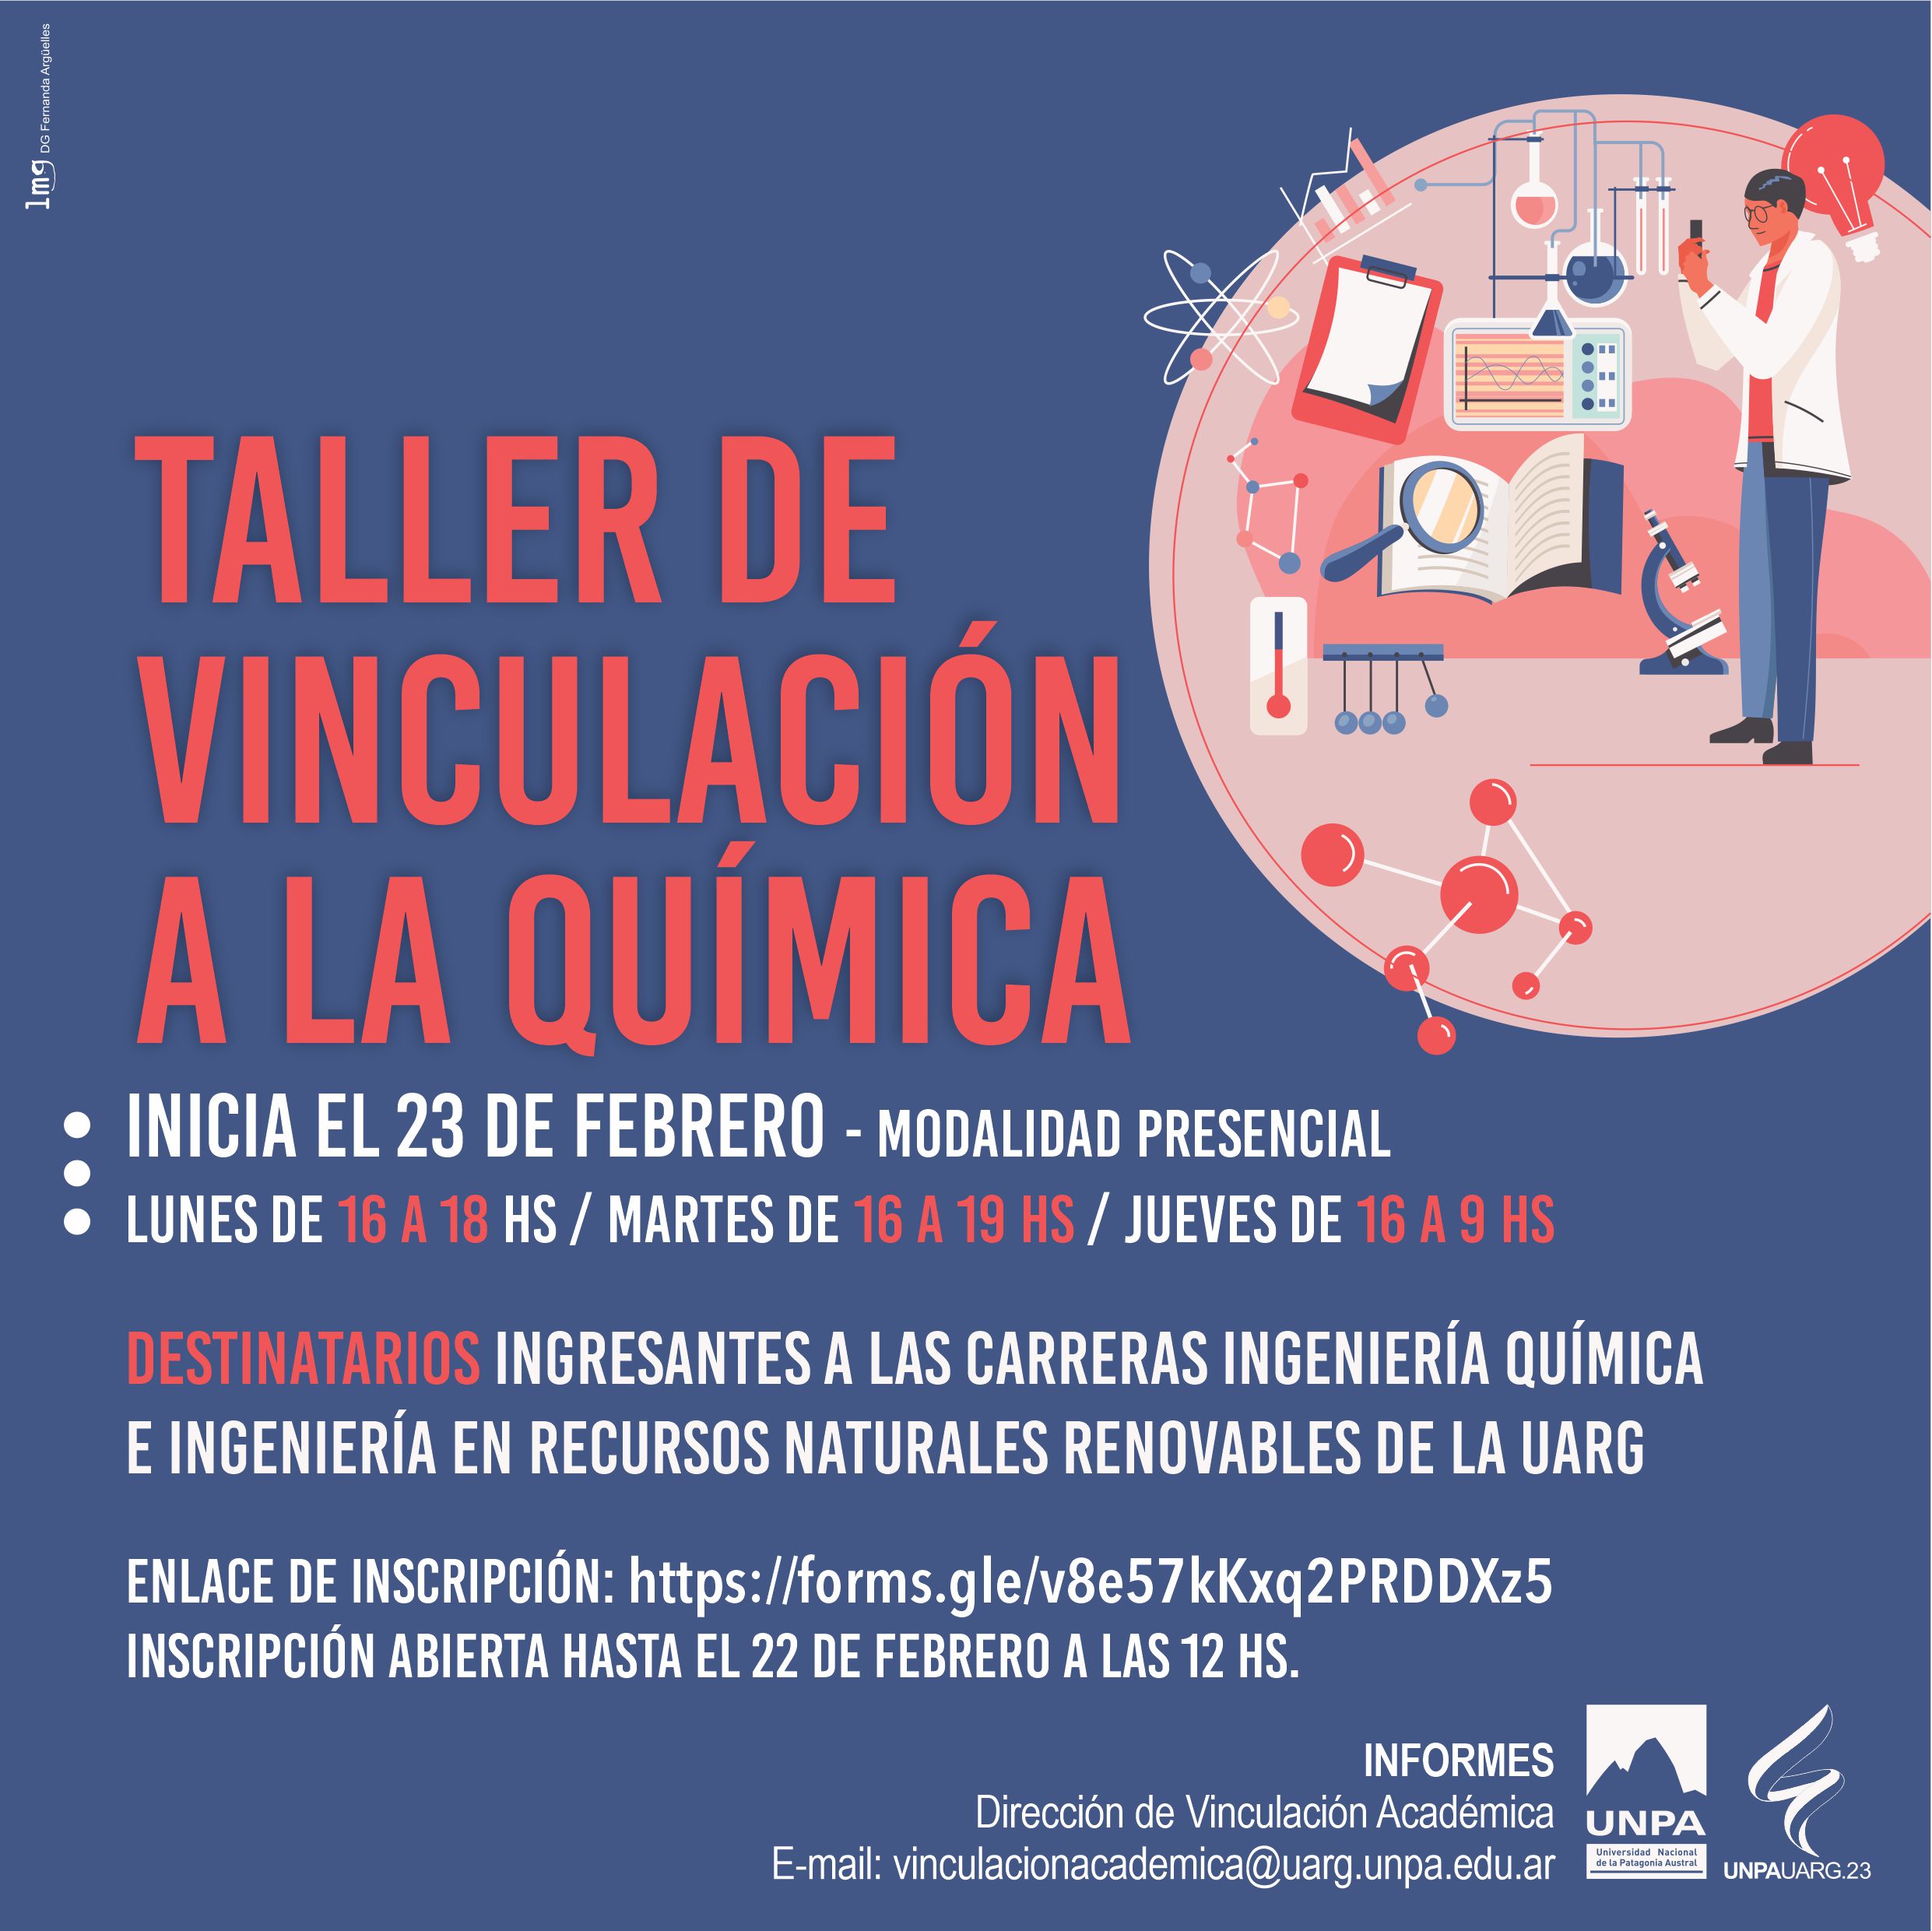 lmg DG Fernanda Argüelles
TALLER DE
VINCULACIÓN
A LA QUÍMICA
INICIA EL 23 DE FEBRERO - MODALIDAD PRESENCIAL
LUNES DE 16 A 18 HS / MARTES DE 16 A 19 HS / JUEVES DE 16 A 9 HS
DESTINATARIOS INGRESANTES A LAS CARRERAS INGENIERÍA QUÍMICA
E INGENIERÍA EN RECURSOS NATURALES RENOVABLES DE LA UARG
ENLACE DE INSCRIPCIÓN: https://forms.gle/v8e57kKxq2PRDDXz5
INSCRIPCIÓN ABIERTA HASTA EL 22 DE FEBRERO A LAS 12 HS.
INFORMES
Dirección de Vinculación Académica
E-mail: vinculacionacademica@uarg.unpa.edu.ar
UNPA
Universidad Nacional
de la Patagonia Austral
UNPAUARG.23